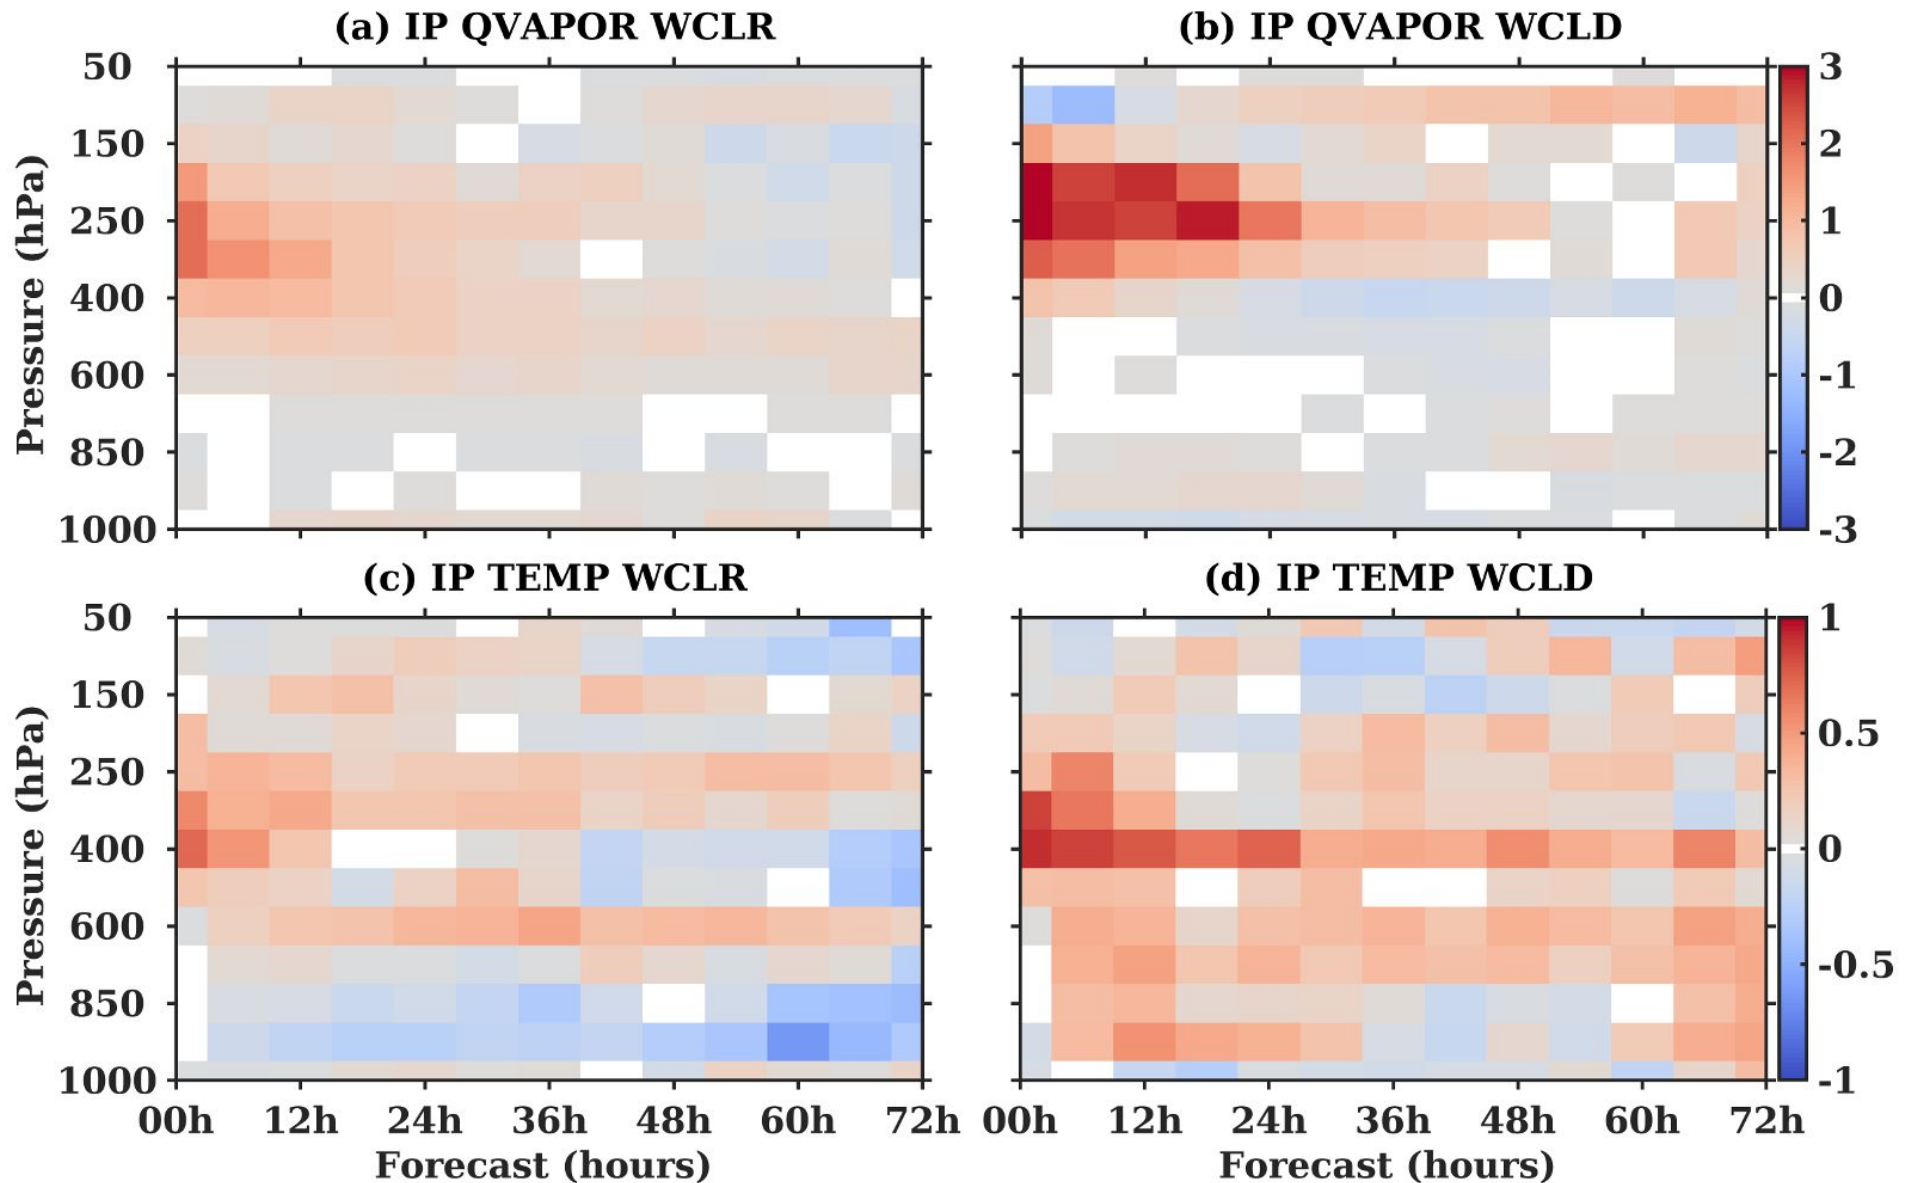 (a) IP QVAPOR WCLR
(b) IP QVAPOR WCLD
Pressure (hPa)
50
150
250
400
600
850
1000
3
2
1
0
-1
-2
-3
(c) IP TEMP WCLR
(d) IP TEMP WCLD
Pressure (hPa)
50
150
250
400
600
850
1000
1
0.5
0
-0.5
-1
00h 12h 24h 36h 48h 60h 72h
00h 12h 24h 36h 48h 60h 72h
Forecast (hours)
Forecast (hours)